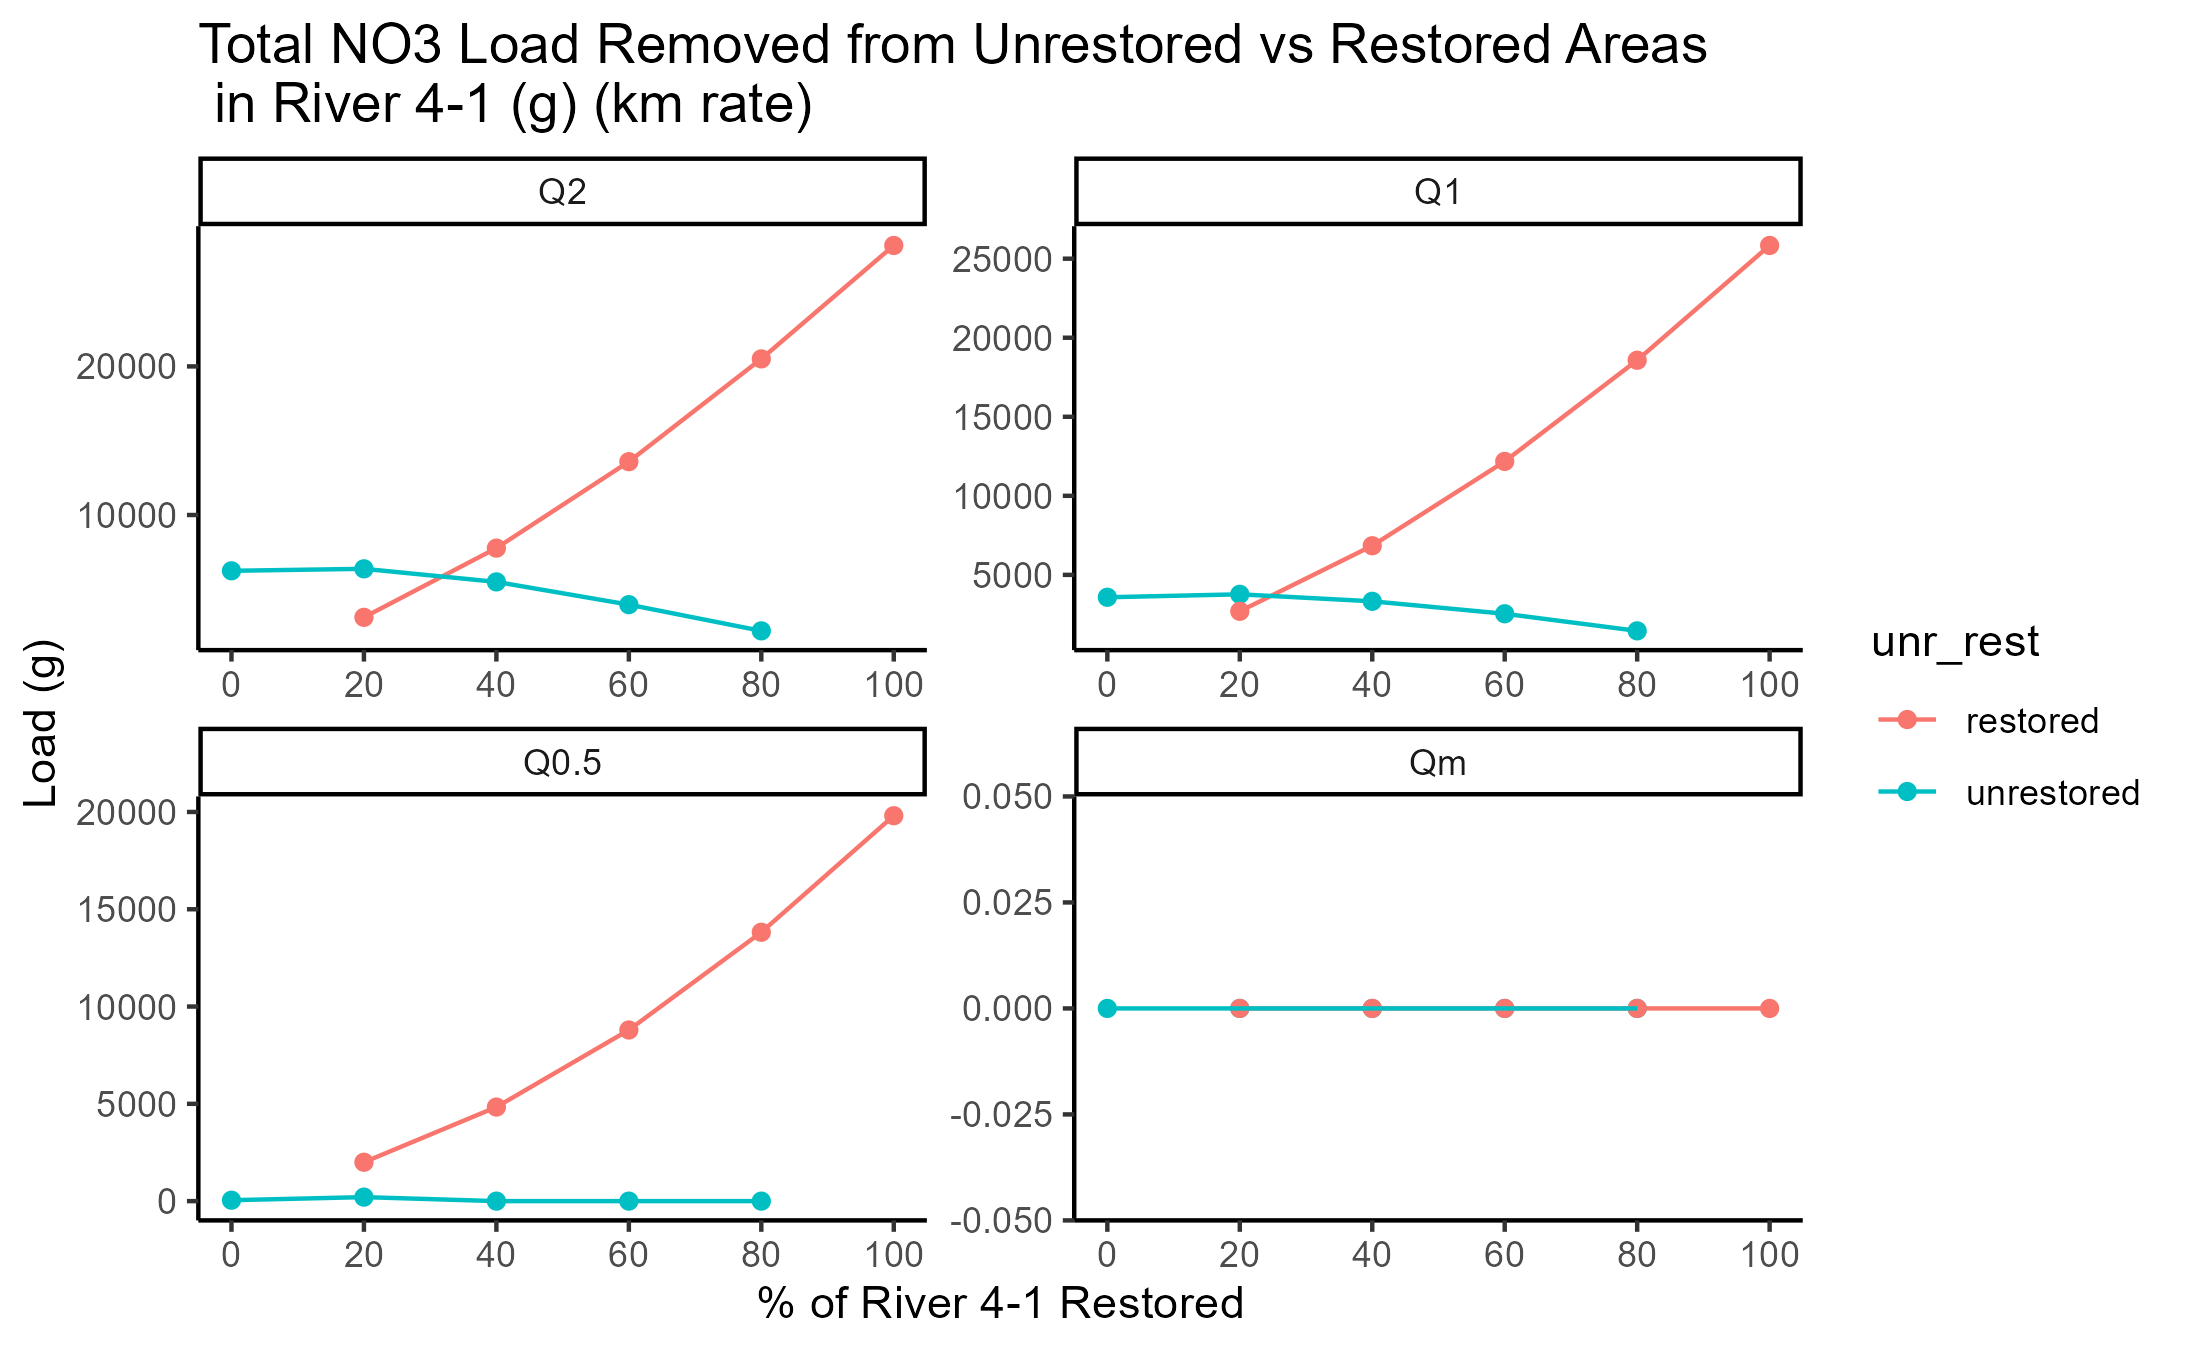 Total NO3 Load Removed from Unrestored vs Restored Areas
in River 4-1 (g) (km rate)
Q2
Q1
20000
10000
25000
20000
15000
10000
5000
0 20 40 60 80 100
0 20 40 60 80 100
Load (g)
Q0.5
Qm
20000
15000
10000
5000
0
0.050
0.025
0.000
-0.025
-0.050
0 20 40 60 80 100
0 20 40 60 80 100
% of River 4-1 Restored
unr_rest
restored
unrestored